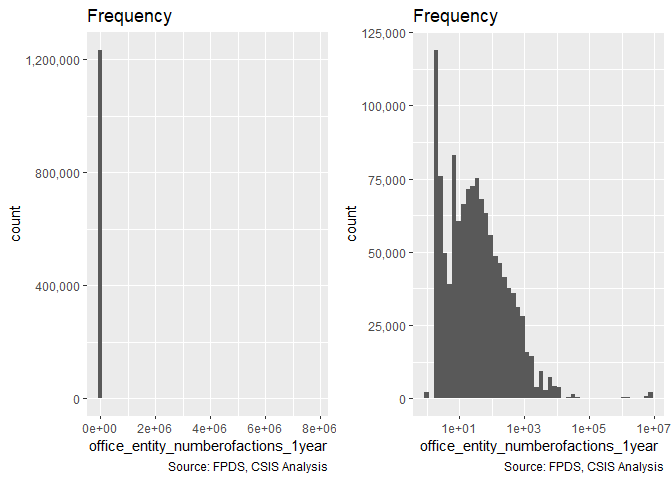 Frequency
1,200,000
800,000
400,000
0
count
0e+00 2e+06 4e+06 6e+06 8e+06
office_entity_numberofactions_1year
Source: FPDS, CSIS Analysis
Frequency
125,000
100,000
75,000
50,000
25,000
0
count
1e+01 1e+03 1e+05 1e+07
office_entity_numberofactions_1year
Source: FPDS, CSIS Analysis